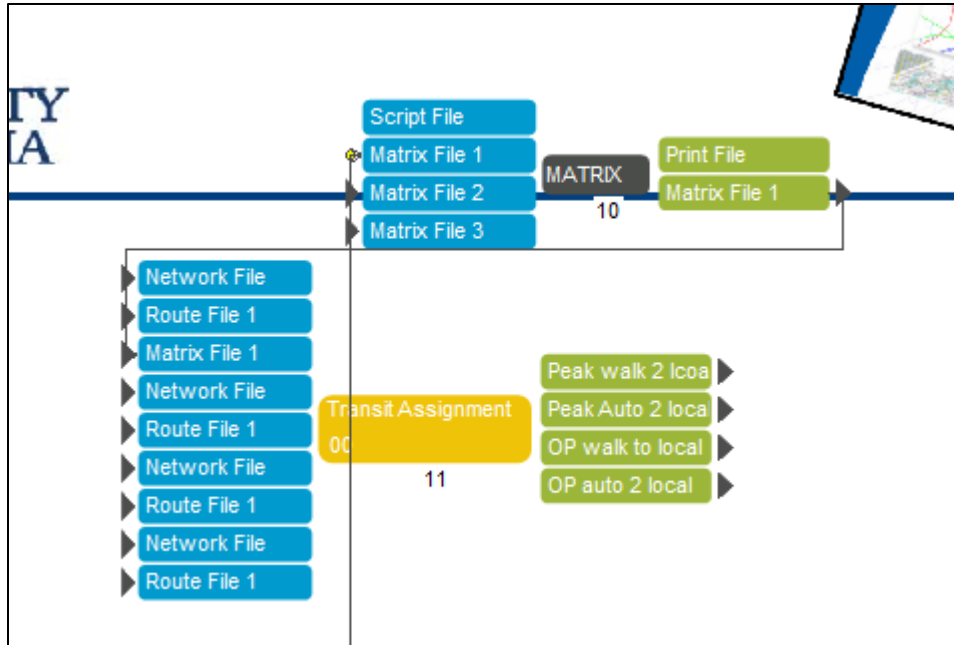 TY
IA
Script File
Matrix File 1
Matrix File 2
Matrix File 3
MATRIX
10
Print File
Matrix File 1
Network File
Route File 1
Matrix File 1
Network File
Route File 1
Network File
Route File 1
Network File
Route File 1
Transit Assignment
00
11
Peak walk 2 lcoa
Peak Auto 2 local
OP walk to local
OP auto 2 local